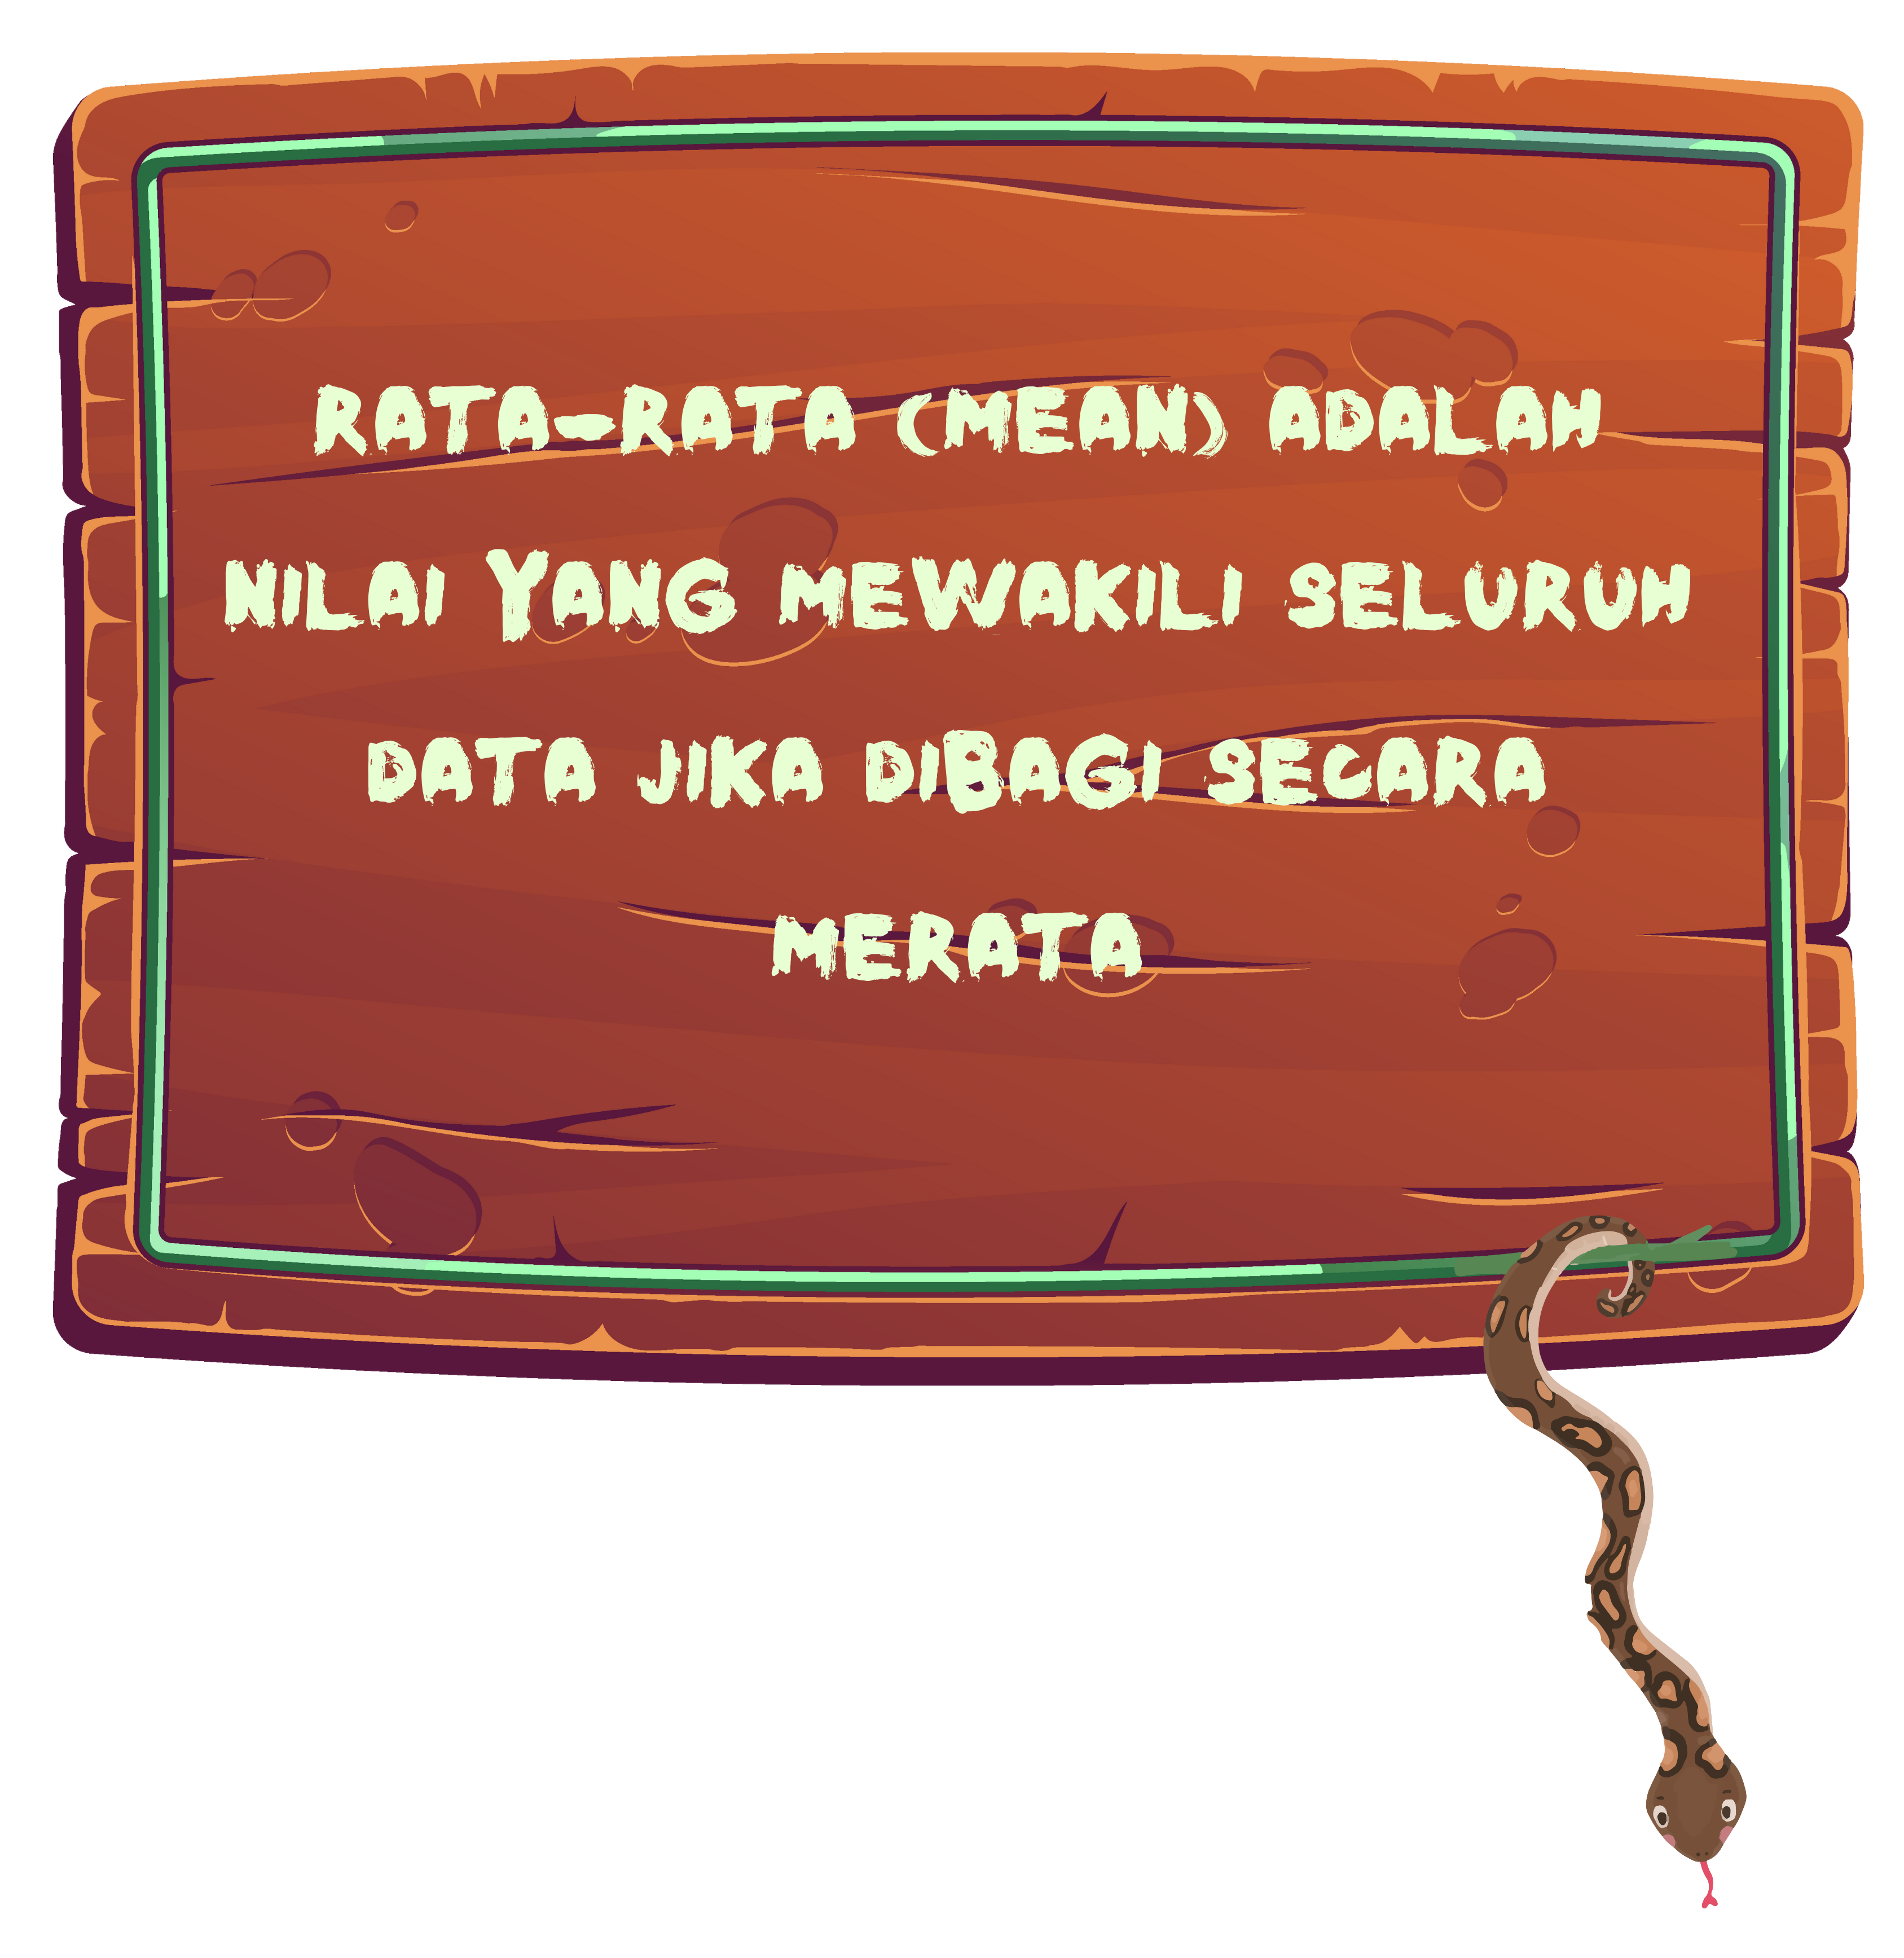 RATA-RATA (MEAN) ADALAH
NILAI YANG MEWAKILI SELURUH
DATA JIKA DIBAGI SECARA
MERATA